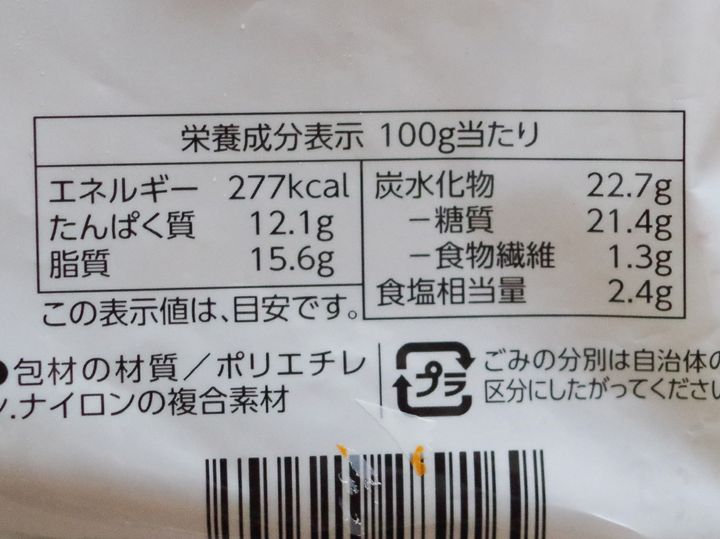 栄養成分表示 100g当たり
エネルギー 277kcal
たんぱく質 12.1g
脂質 15.6g
炭水化物 22.7g
－糖質 21.4g
－食物繊維 1.3g
食塩相当量 2.4g
この表示値は、目安です。
●包材の材質／ポリエチレ
ン.ナイロンの複合素材
プラ
ごみの分別は自治体の
区分にしたがってください